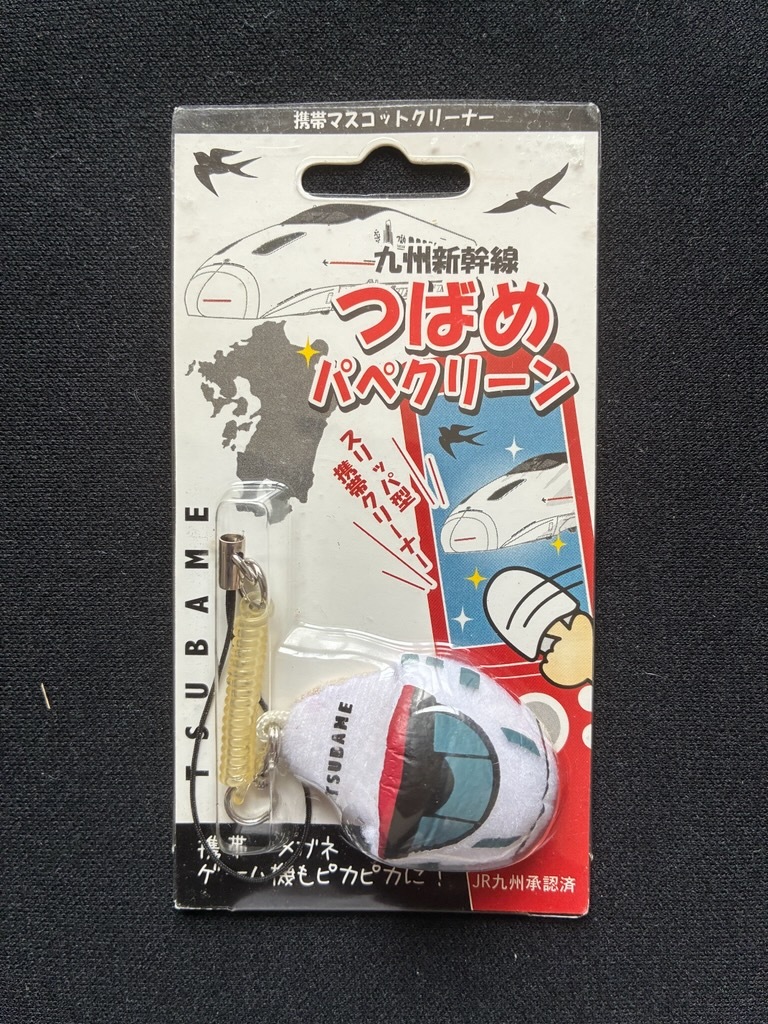 携帯マスコットクリーナー
九州新幹線
つばめ
パペクリーン
スリッパ型
携帯クリーナー
TSUBAME
TSUBAME
携帯 メガネ
ゲーム機もピカピカに！
JR九州承認済